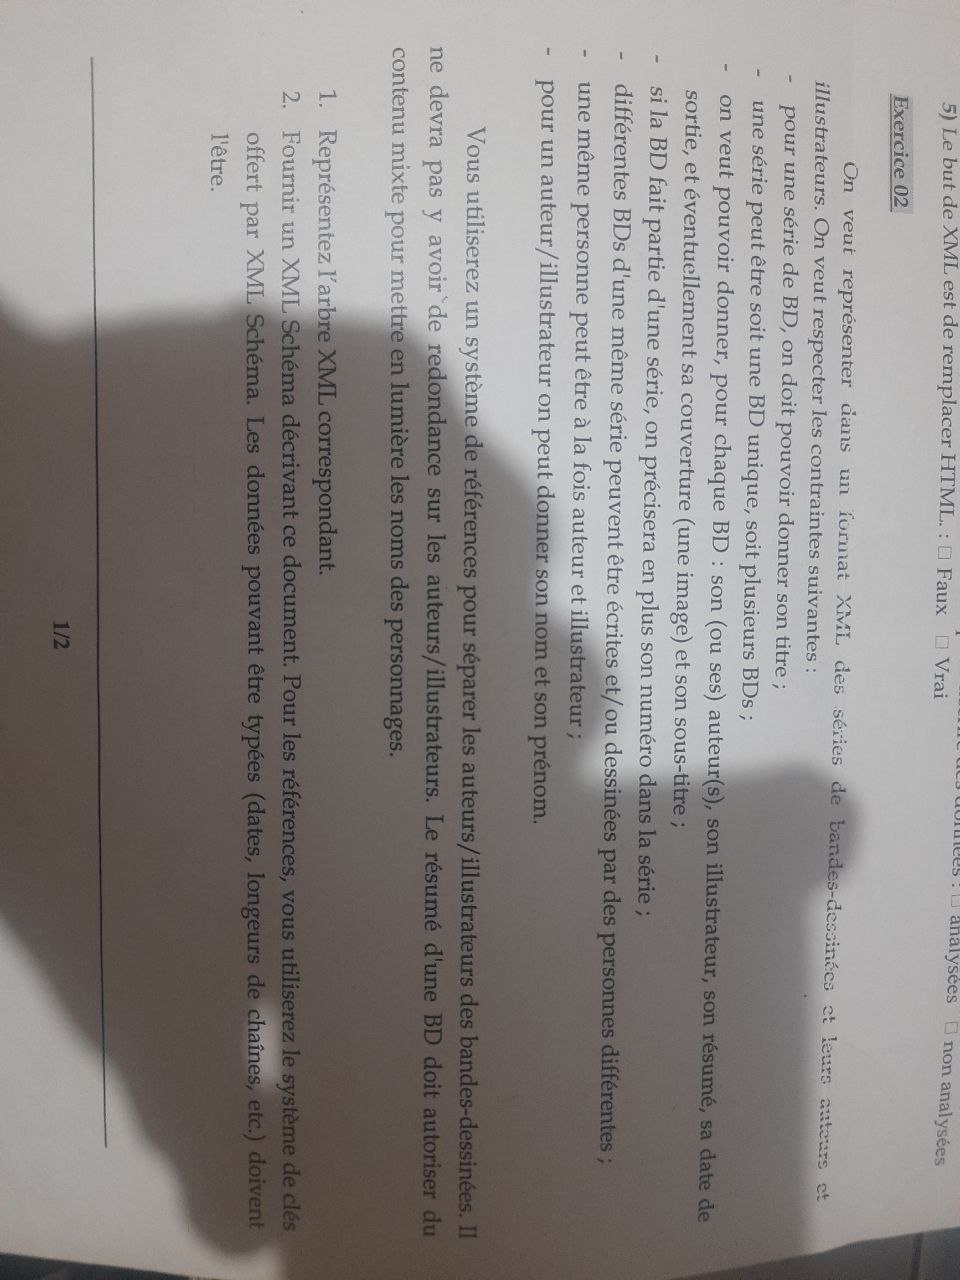 données : □ analysées □ non analysées
5) Le but de XML est de remplacer HTML. : □ Faux □ Vrai
Exercice 02
On veut représenter dans un format XML des séries de bandes-dessinées et leurs auteurs et
illustrateurs. On veut respecter les contraintes suivantes :
- pour une série de BD, on doit pouvoir donner son titre ;
- une série peut être soit une BD unique, soit plusieurs BDs ;
- on veut pouvoir donner, pour chaque BD : son (ou ses) auteur(s), son illustrateur, son résumé, sa date de
sortie, et éventuellement sa couverture (une image) et son sous-titre ;
- si la BD fait partie d'une série, on précisera en plus son numéro dans la série ;
- différentes BDs d'une même série peuvent être écrites et/ou dessinées par des personnes différentes ;
- une même personne peut être à la fois auteur et illustrateur ;
- pour un auteur/illustrateur on peut donner son nom et son prénom.
Vous utiliserez un système de références pour séparer les auteurs/illustrateurs des bandes-dessinées. Il
ne devra pas y avoir de redondance sur les auteurs/illustrateurs. Le résumé d'une BD doit autoriser du
contenu mixte pour mettre en lumière les noms des personnages.
1. Représentez l'arbre XML correspondant.
2. Fournir un XML Schéma décrivant ce document. Pour les références, vous utiliserez le système de clés
offert par XML Schéma. Les données pouvant être typées (dates, longeurs de chaînes, etc.) doivent
l'être.
1/2